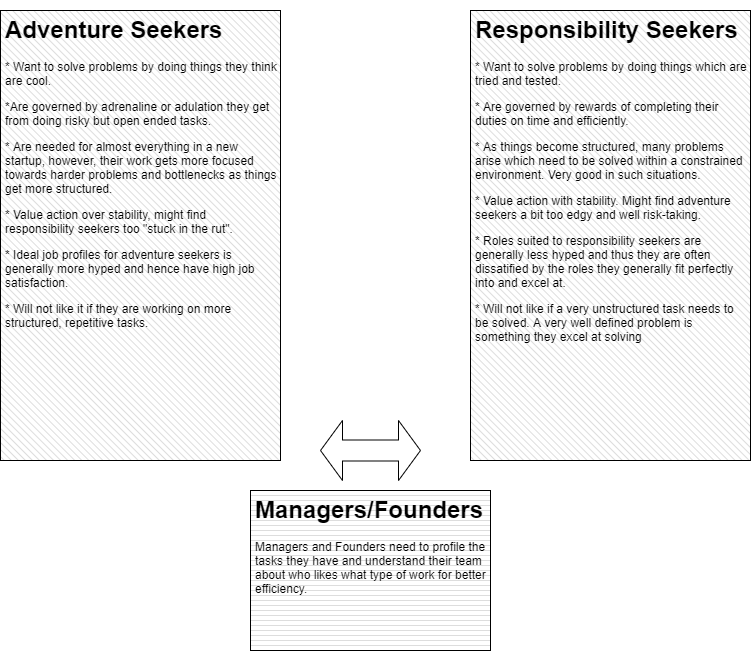 Adventure Seekers
* Want to solve problems by doing things they think
are cool.
*Are governed by adrenaline or adulation they get
from doing risky but open ended tasks.
* Are needed for almost everything in a new
startup, however, their work gets more focused
towards harder problems and bottlenecks as things
get more structured.
* Value action over stability, might find
responsibility seekers too "stuck in the rut".
* Ideal job profiles for adventure seekers is
generally more hyped and hence have high job
satisfaction.
* Will not like it if they are working on more
structured, repetitive tasks.
Responsibility Seekers
* Want to solve problems by doing things which are
tried and tested.
* Are governed by rewards of completing their
duties on time and efficiently.
* As things become structured, many problems
arise which need to be solved within a constrained
environment. Very good in such situations.
* Value action with stability. Might find adventure
seekers a bit too edgy and well risk-taking.
* Roles suited to responsibility seekers are
generally less hyped and thus they are often
dissatified by the roles they generally fit perfectly
into and excel at.
* Will not like if a very unstructured task needs to
be solved. A very well defined problem is
something they excel at solving
Managers/Founders
Managers and Founders need to profile the
tasks they have and understand their team
about who likes what type of work for better
efficiency.